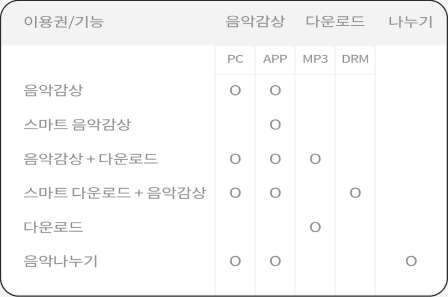 이용권/기능 음악감상 다운로드 나누기
PC APP MP3 DRM
음악감상 O O
스마트 음악감상 O
음악감상 + 다운로드 O O O
스마트 다운로드 + 음악감상 O O O
다운로드 O
음악나누기 O O O